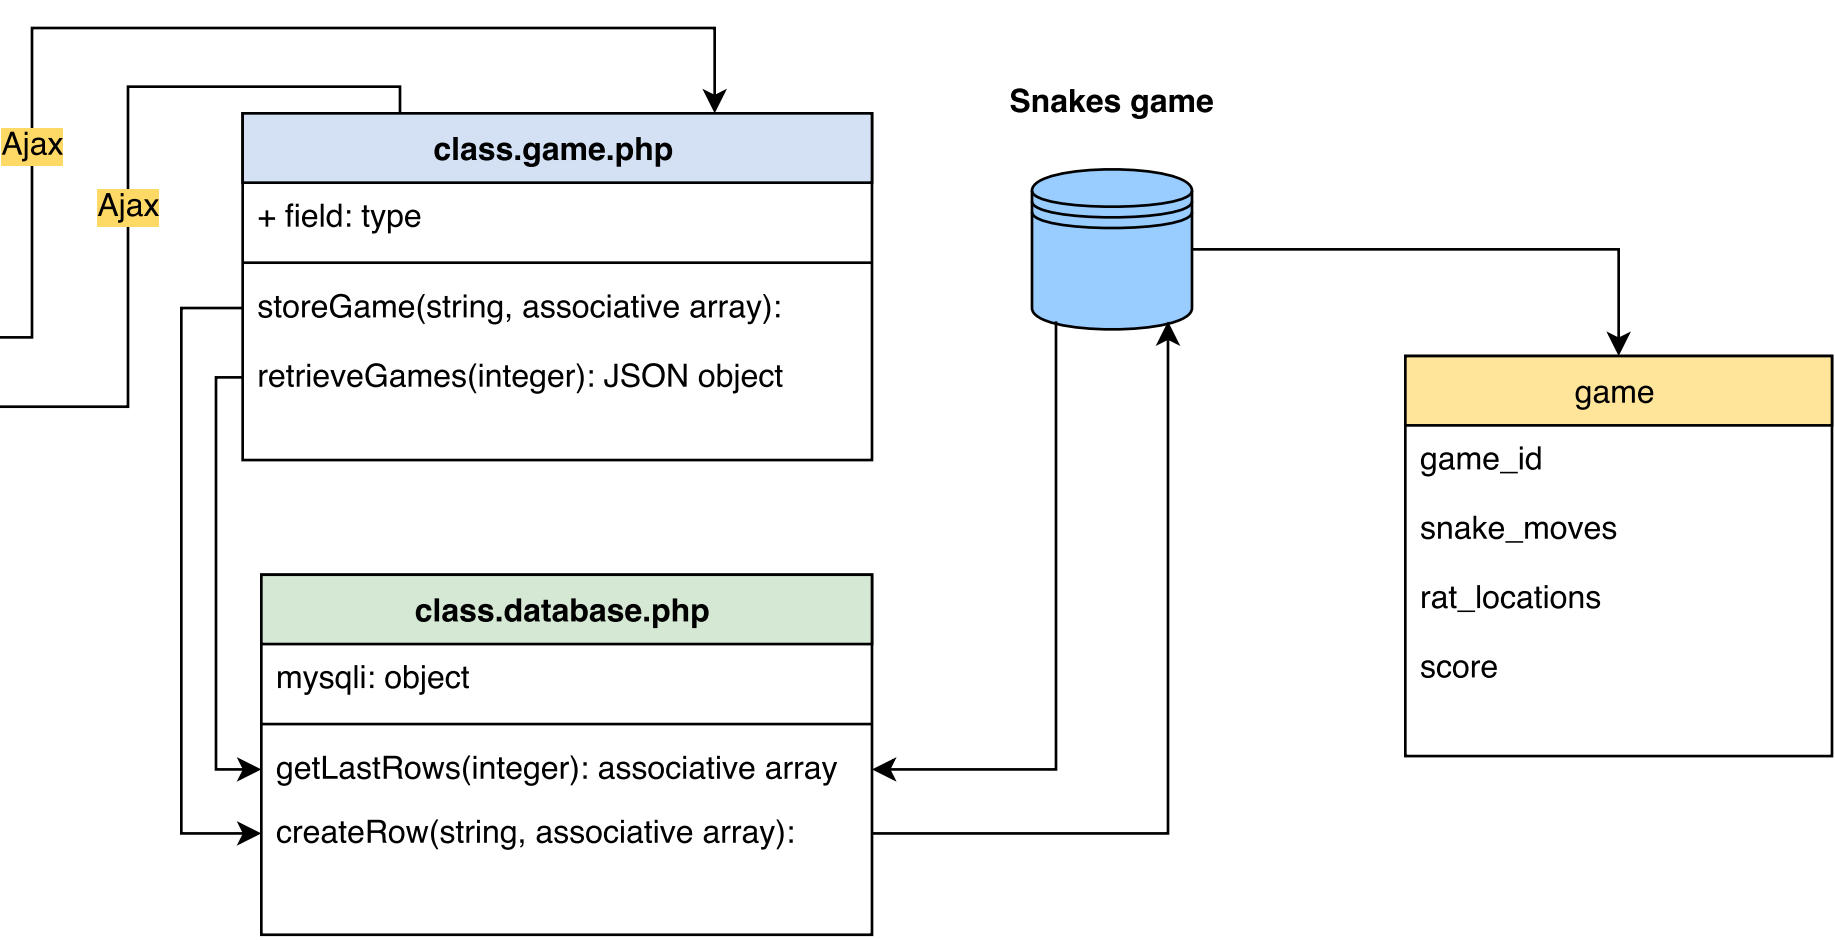 Ajax
Ajax
class.game.php
+ field: type
storeGame(string, associative array):
retrieveGames(integer): JSON object
class.database.php
mysqli: object
getLastRows(integer): associative array
createRow(string, associative array):
Snakes game
game
game_id
snake_moves
rat_locations
score